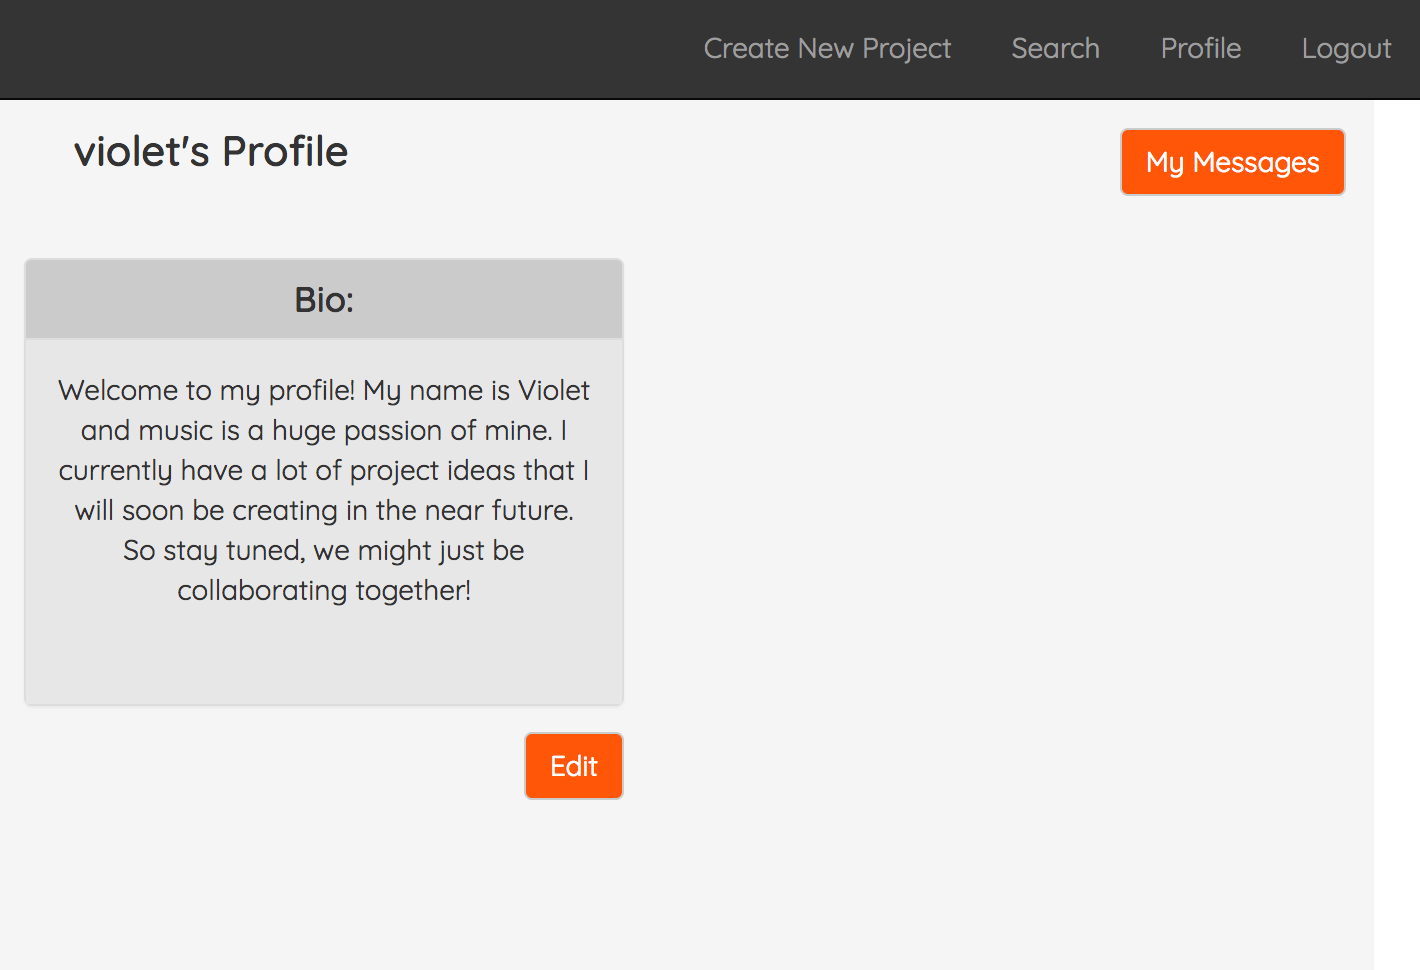 Create New Project Search Profile Logout
violet's Profile
My Messages
Bio:
Welcome to my profile! My name is Violet
and music is a huge passion of mine. I
currently have a lot of project ideas that I
will soon be creating in the near future.
So stay tuned, we might just be
collaborating together!
Edit